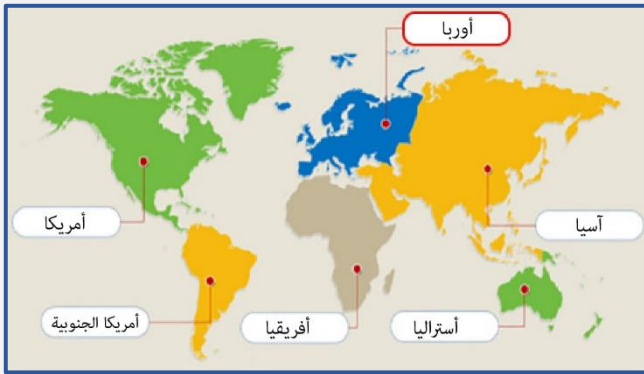 أوربا
آسيا
أمريكا
أستراليا
أفريقيا
أمريكا الجنوبية